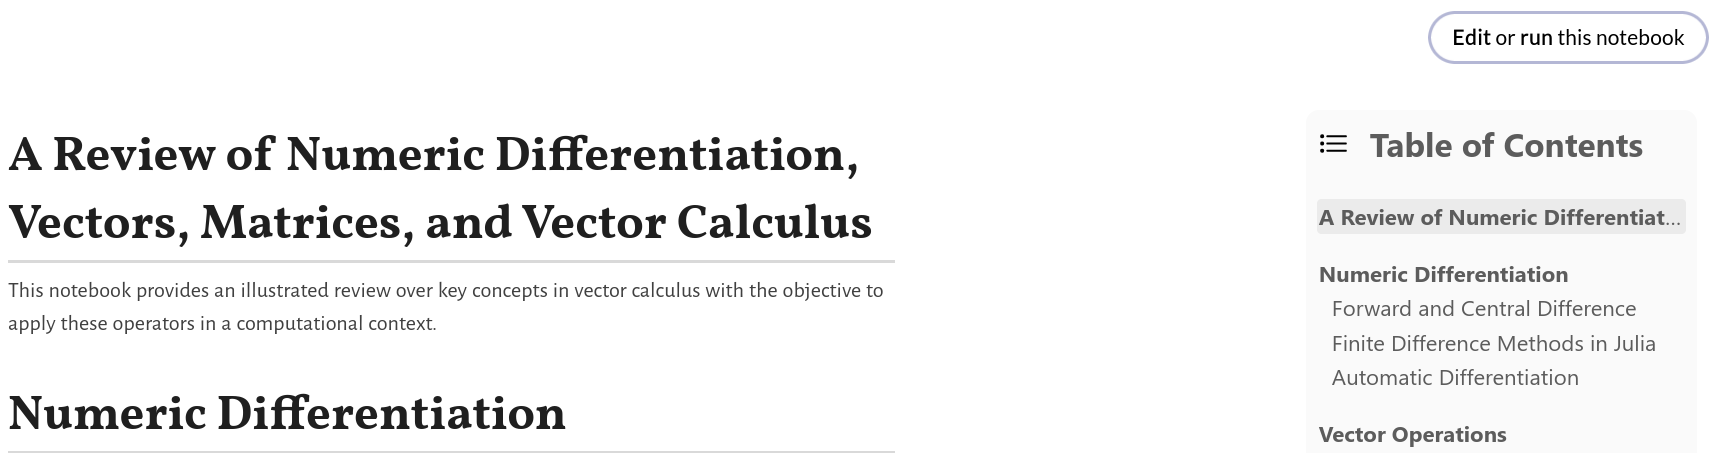 Edit or run this notebook
A Review of Numeric Differentiation,
Vectors, Matrices, and Vector Calculus
This notebook provides an illustrated review over key concepts in vector calculus with the objective to
apply these operators in a computational context.
Numeric Differentiation
Table of Contents
A Review of Numeric Differentiat...
Numeric Differentiation
Forward and Central Difference
Finite Difference Methods in Julia
Automatic Differentiation
Vector Operations